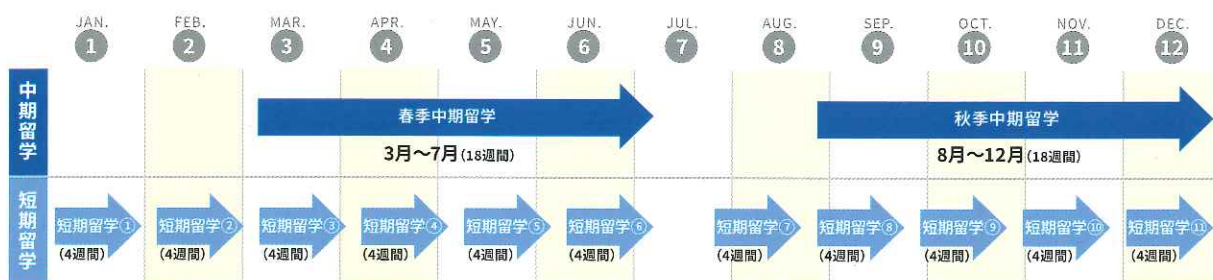 JAN. FEB. MAR. APR. MAY. JUN. JUL. AUG. SEP. OCT. NOV. DEC.
1 2 3 4 5 6 7 8 9 10 11 12
中期留学
春季中期留学 秋季中期留学
3月〜7月(18週間) 8月〜12月(18週間)
短期留学
短期留学① 短期留学② 短期留学③ 短期留学④ 短期留学⑤ 短期留学⑥ 短期留学⑦ 短期留学⑧ 短期留学⑨ 短期留学⑩ 短期留学⑪
(4週間) (4週間) (4週間) (4週間) (4週間) (4週間) (4週間) (4週間) (4週間) (4週間) (4週間)